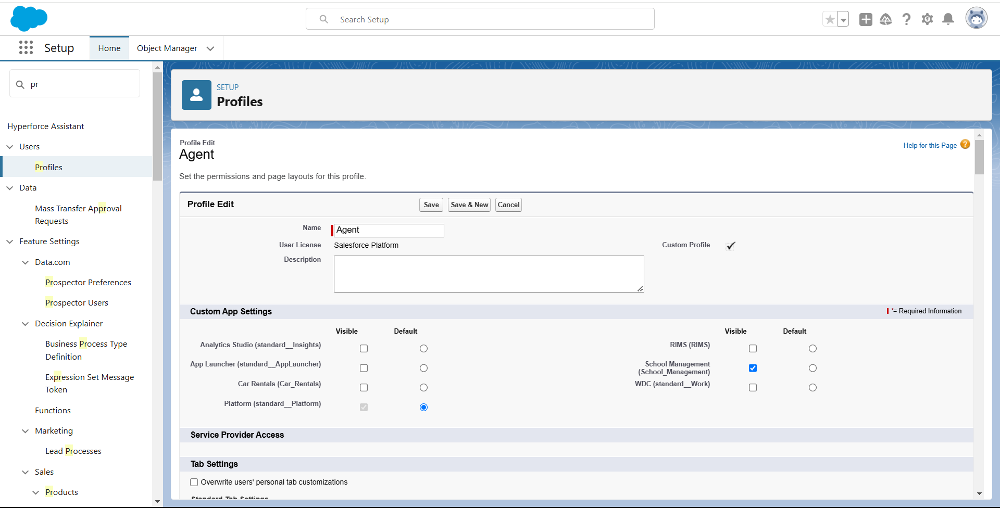 Search Setup
Setup
Home
Object Manager
pr
Hyperforce Assistant
Users
Profiles
Data
Mass Transfer Approval
Requests
Feature Settings
Data.com
Prospector Preferences
Prospector Users
Decision Explainer
Business Process Type
Definition
Expression Set Message
Token
Functions
Marketing
Lead Processes
Sales
Products
SETUP
Profiles
Profile Edit
Agent
Help for this Page ?
Set the permissions and page layouts for this profile.
Profile Edit
Save
Save & New
Cancel
Name
Agent
User License
Salesforce Platform
Custom Profile
Description
Custom App Settings
*= Required Information
Visible
Default
Visible
Default
Analytics Studio (standard__Insights)
RIMS (RIMS)
App Launcher (standard__AppLauncher)
School Management
(School_Management)
Car Rentals (Car_Rentals)
WDC (standard__Work)
Platform (standard__Platform)
Service Provider Access
Tab Settings
Overwrite users' personal tab customizations
Standard Tab Settings